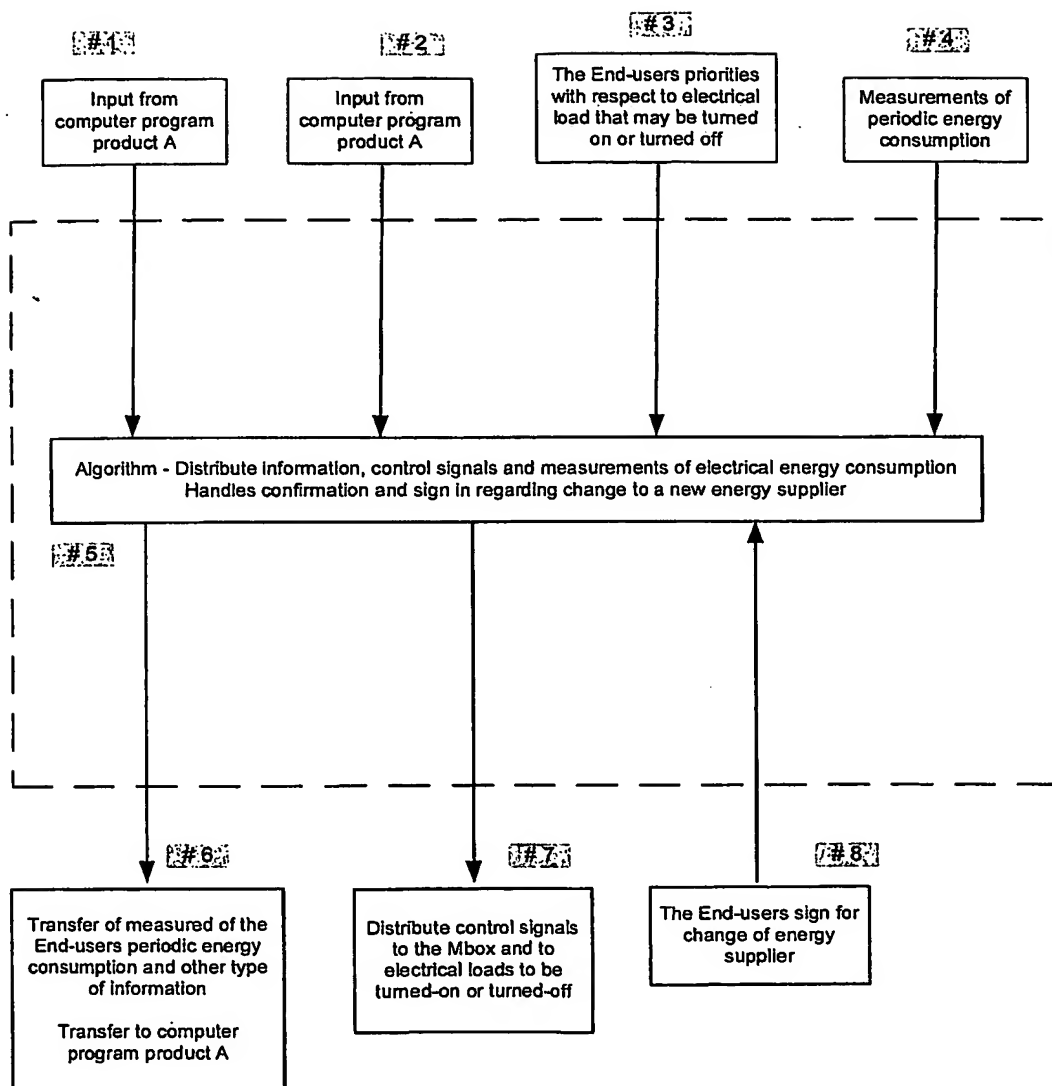 #1
#2
#3
#4
Input from
computer program
product A
Input from
computer program
product A
The End-users priorities
with respect to electrical
load that may be turned
on or turned off
Measurements of
periodic energy
consumption
Algorithm - Distribute information, control signals and measurements of electrical energy consumption
Handles confirmation and sign in regarding change to a new energy supplier
#5
#6
#7
#8
Transfer of measured of the
End-users periodic energy
consumption and other type
of information
Transfer to computer
program product A
Distribute control signals
to the Mbox and to
electrical loads to be
turned-on or turned-off
The End-users sign for
change of energy
supplier